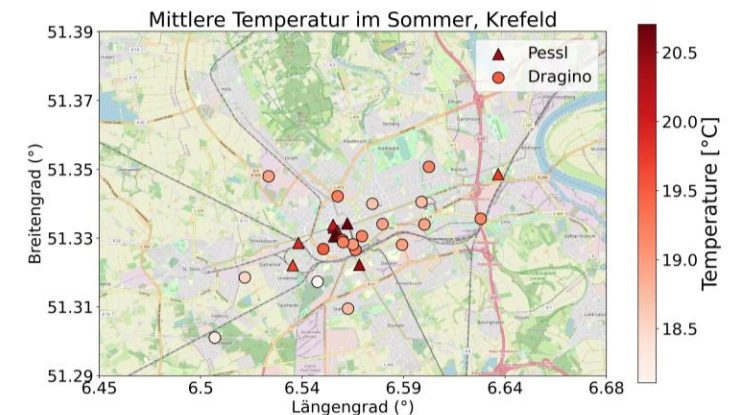 Mittlere Temperatur im Sommer, Krefeld
51.39
51.37
51.35
51.33
51.31
51.29
Breitengrad (°)
6.45
6.5
6.54
6.59
6.64
6.68
Längengrad (°)
Pessl
Dragino
20.5
20.0
19.5
19.0
18.5
Temperature [°C]